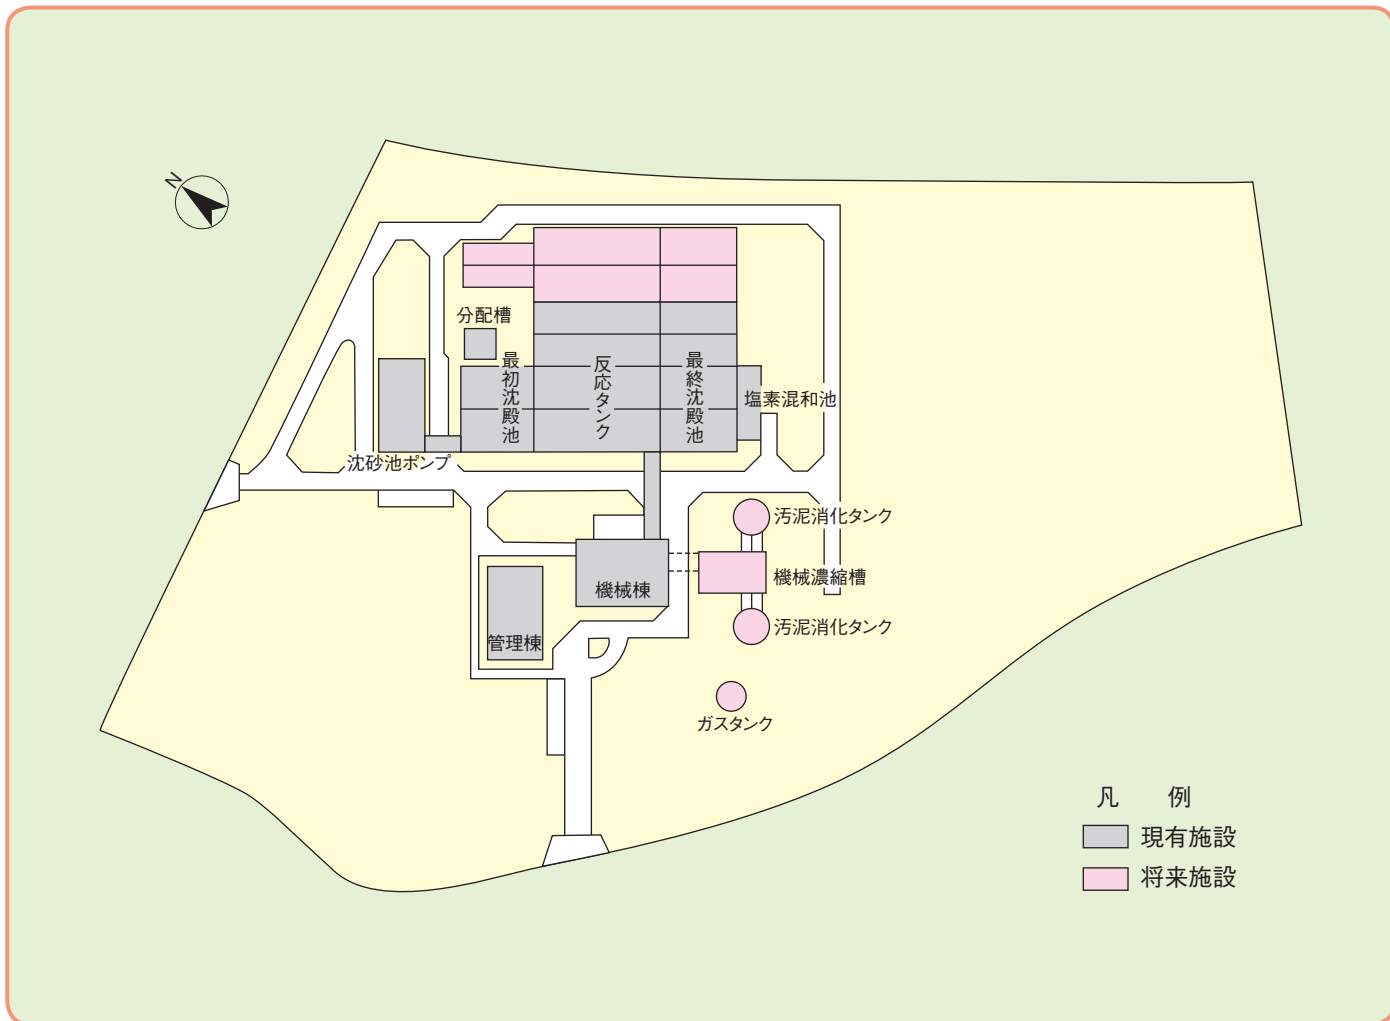 N
分配槽
最初沈殿池
反応タンク
最終沈殿池
塩素混和池
沈砂池ポンプ
汚泥消化タンク
機械濃縮槽
機械棟
汚泥消化タンク
管理棟
ガスタンク
凡 例
現有施設
将来施設